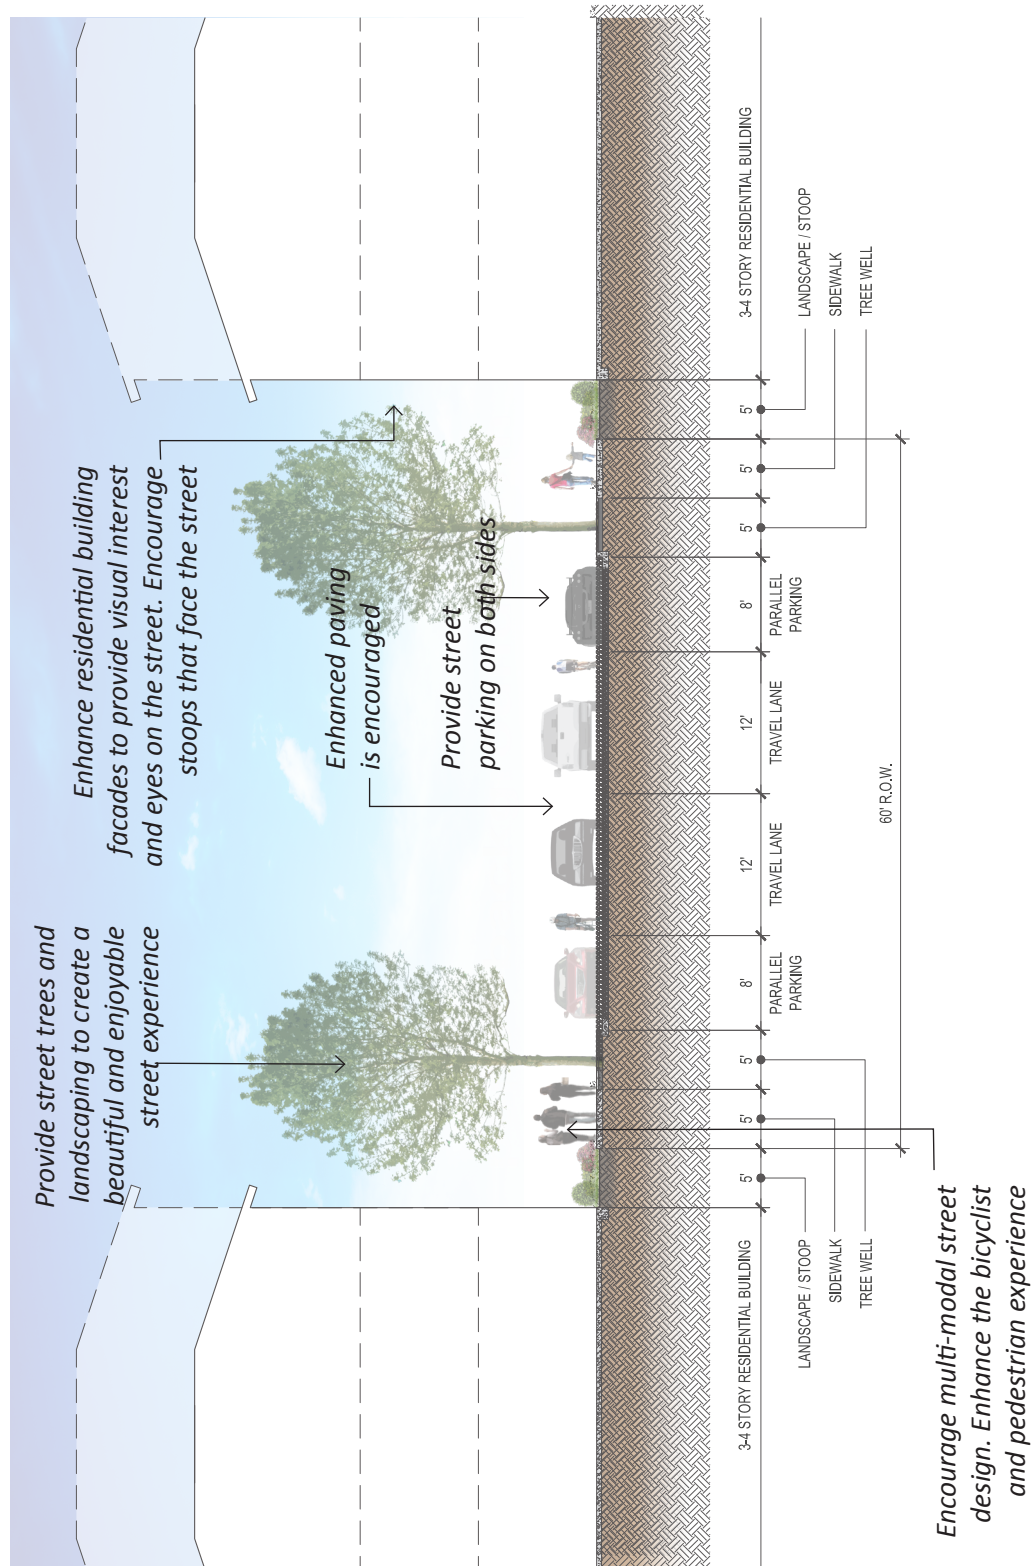 Provide street trees and
landscaping to create a
beautiful and enjoyable
street experience
Enhance residential building
facades to provide visual interest
and eyes on the street. Encourage
stoops that face the street
Enhanced paving
is encouraged
Provide street
parking on both sides
3-4 STORY RESIDENTIAL BUILDING
5'
5'
5'
8'
12'
12'
8'
5'
5'
5'
3-4 STORY RESIDENTIAL BUILDING
PARALLEL
PARKING
TRAVEL LANE
TRAVEL LANE
PARALLEL
PARKING
LANDSCAPE / STOOP
SIDEWALK
TREE WELL
LANDSCAPE / STOOP
SIDEWALK
TREE WELL
60' R.O.W.
Encourage multi-modal street
design. Enhance the bicyclist
and pedestrian experience